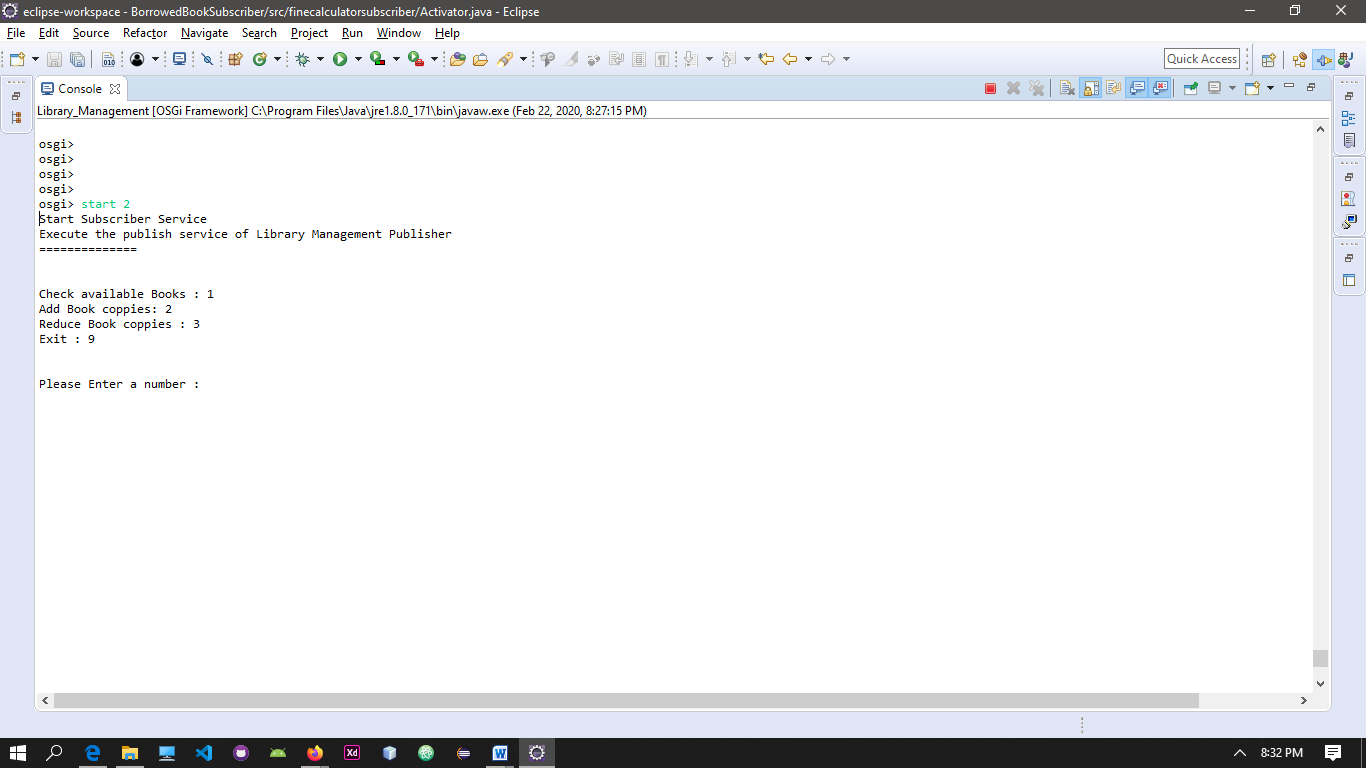 eclipse-workspace - BorrowedBookSubscriber/src/finecalculatorsubscriber/Activator.java - Eclipse
File Edit Source Refactor Navigate Search Project Run Window Help
Quick Access
Console
Library_Management [OSGi Framework] C:\Program Files\Java\jre1.8.0_171\bin\javaw.exe (Feb 22, 2020, 8:27:15 PM)
osgi>
osgi>
osgi>
osgi>
osgi> start 2
Start Subscriber Service
Execute the publish service of Library Management Publisher
==============
Check available Books : 1
Add Book coppies: 2
Reduce Book coppies : 3
Exit : 9
Please Enter a number :
8:32 PM